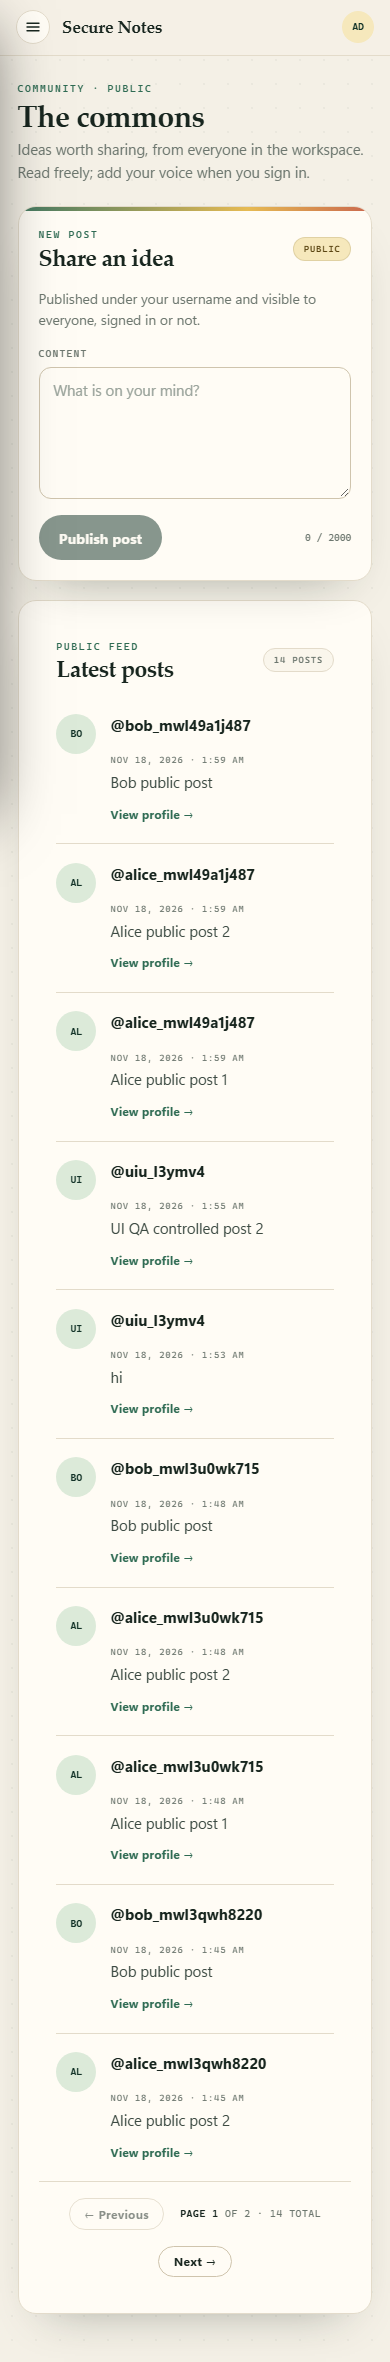 Secure Notes
AD
COMMUNITY · PUBLIC
The commons
Ideas worth sharing, from everyone in the workspace.
Read freely; add your voice when you sign in.
NEW POST
Share an idea
PUBLIC
Published under your username and visible to
everyone, signed in or not.
CONTENT
What is on your mind?
Publish post
0 / 2000
PUBLIC FEED
Latest posts
14 POSTS
BO
@bob_mwl49a1j487
NOV 18, 2026 · 1:59 AM
Bob public post
View profile →
AL
@alice_mwl49a1j487
NOV 18, 2026 · 1:59 AM
Alice public post 2
View profile →
AL
@alice_mwl49a1j487
NOV 18, 2026 · 1:59 AM
Alice public post 1
View profile →
UI
@uiu_l3ymv4
NOV 18, 2026 · 1:55 AM
UI QA controlled post 2
View profile →
UI
@uiu_l3ymv4
NOV 18, 2026 · 1:53 AM
hi
View profile →
BO
@bob_mwl3u0wk715
NOV 18, 2026 · 1:48 AM
Bob public post
View profile →
AL
@alice_mwl3u0wk715
NOV 18, 2026 · 1:48 AM
Alice public post 2
View profile →
AL
@alice_mwl3u0wk715
NOV 18, 2026 · 1:48 AM
Alice public post 1
View profile →
BO
@bob_mwl3qwh8220
NOV 18, 2026 · 1:45 AM
Bob public post
View profile →
AL
@alice_mwl3qwh8220
NOV 18, 2026 · 1:45 AM
Alice public post 2
View profile →
← Previous
PAGE 1 OF 2 · 14 TOTAL
Next →